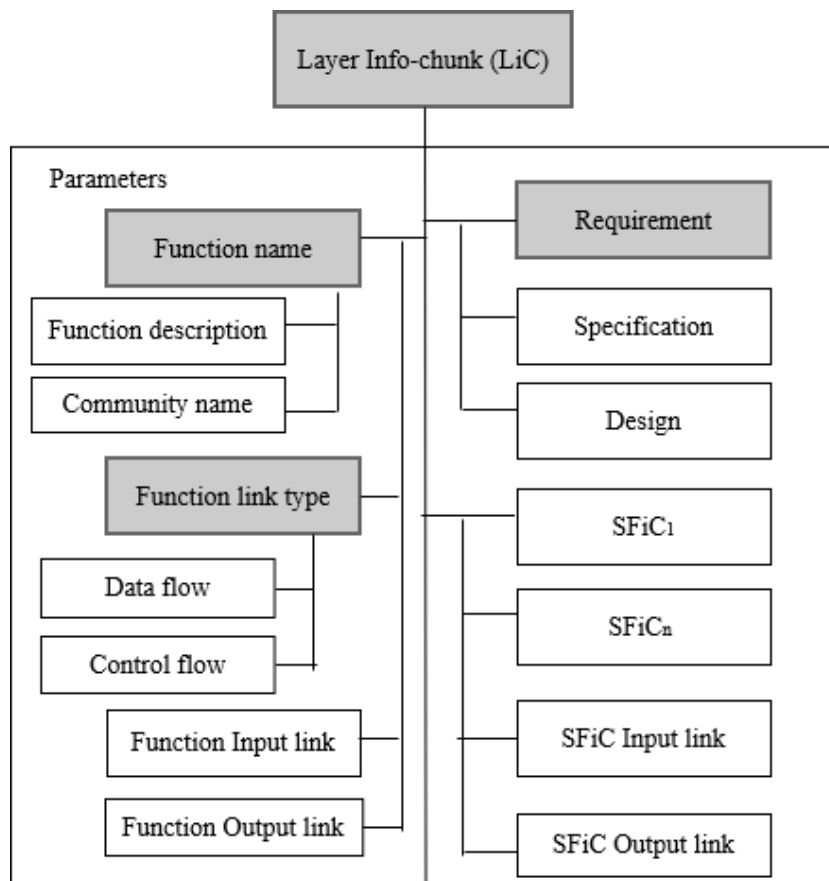 Layer Info-chunk (LiC)
Parameters
Function name
Function description
Community name
Function link type
Data flow
Control flow
Function Input link
Function Output link
Requirement
Specification
Design
SFiC1
SFiCn
SFiC Input link
SFiC Output link